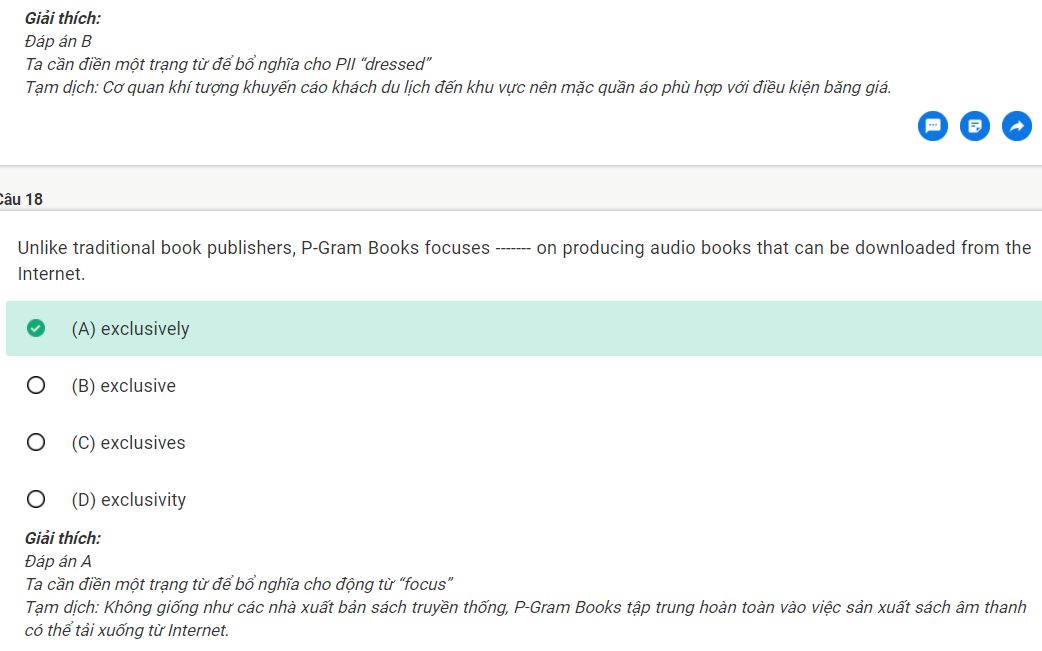 Giải thích:
Đáp án B
Ta cần điền một trạng từ để bổ nghĩa cho PII “dressed”
Tạm dịch: Cơ quan khí tượng khuyến cáo khách du lịch đến khu vực nên mặc quần áo phù hợp với điều kiện băng giá.
Câu 18
Unlike traditional book publishers, P-Gram Books focuses ------- on producing audio books that can be downloaded from the
Internet.
(A) exclusively
(B) exclusive
(C) exclusives
(D) exclusivity
Giải thích:
Đáp án A
Ta cần điền một trạng từ để bổ nghĩa cho động từ “focus”
Tạm dịch: Không giống như các nhà xuất bản sách truyền thống, P-Gram Books tập trung hoàn toàn vào việc sản xuất sách âm thanh
có thể tải xuống từ Internet.